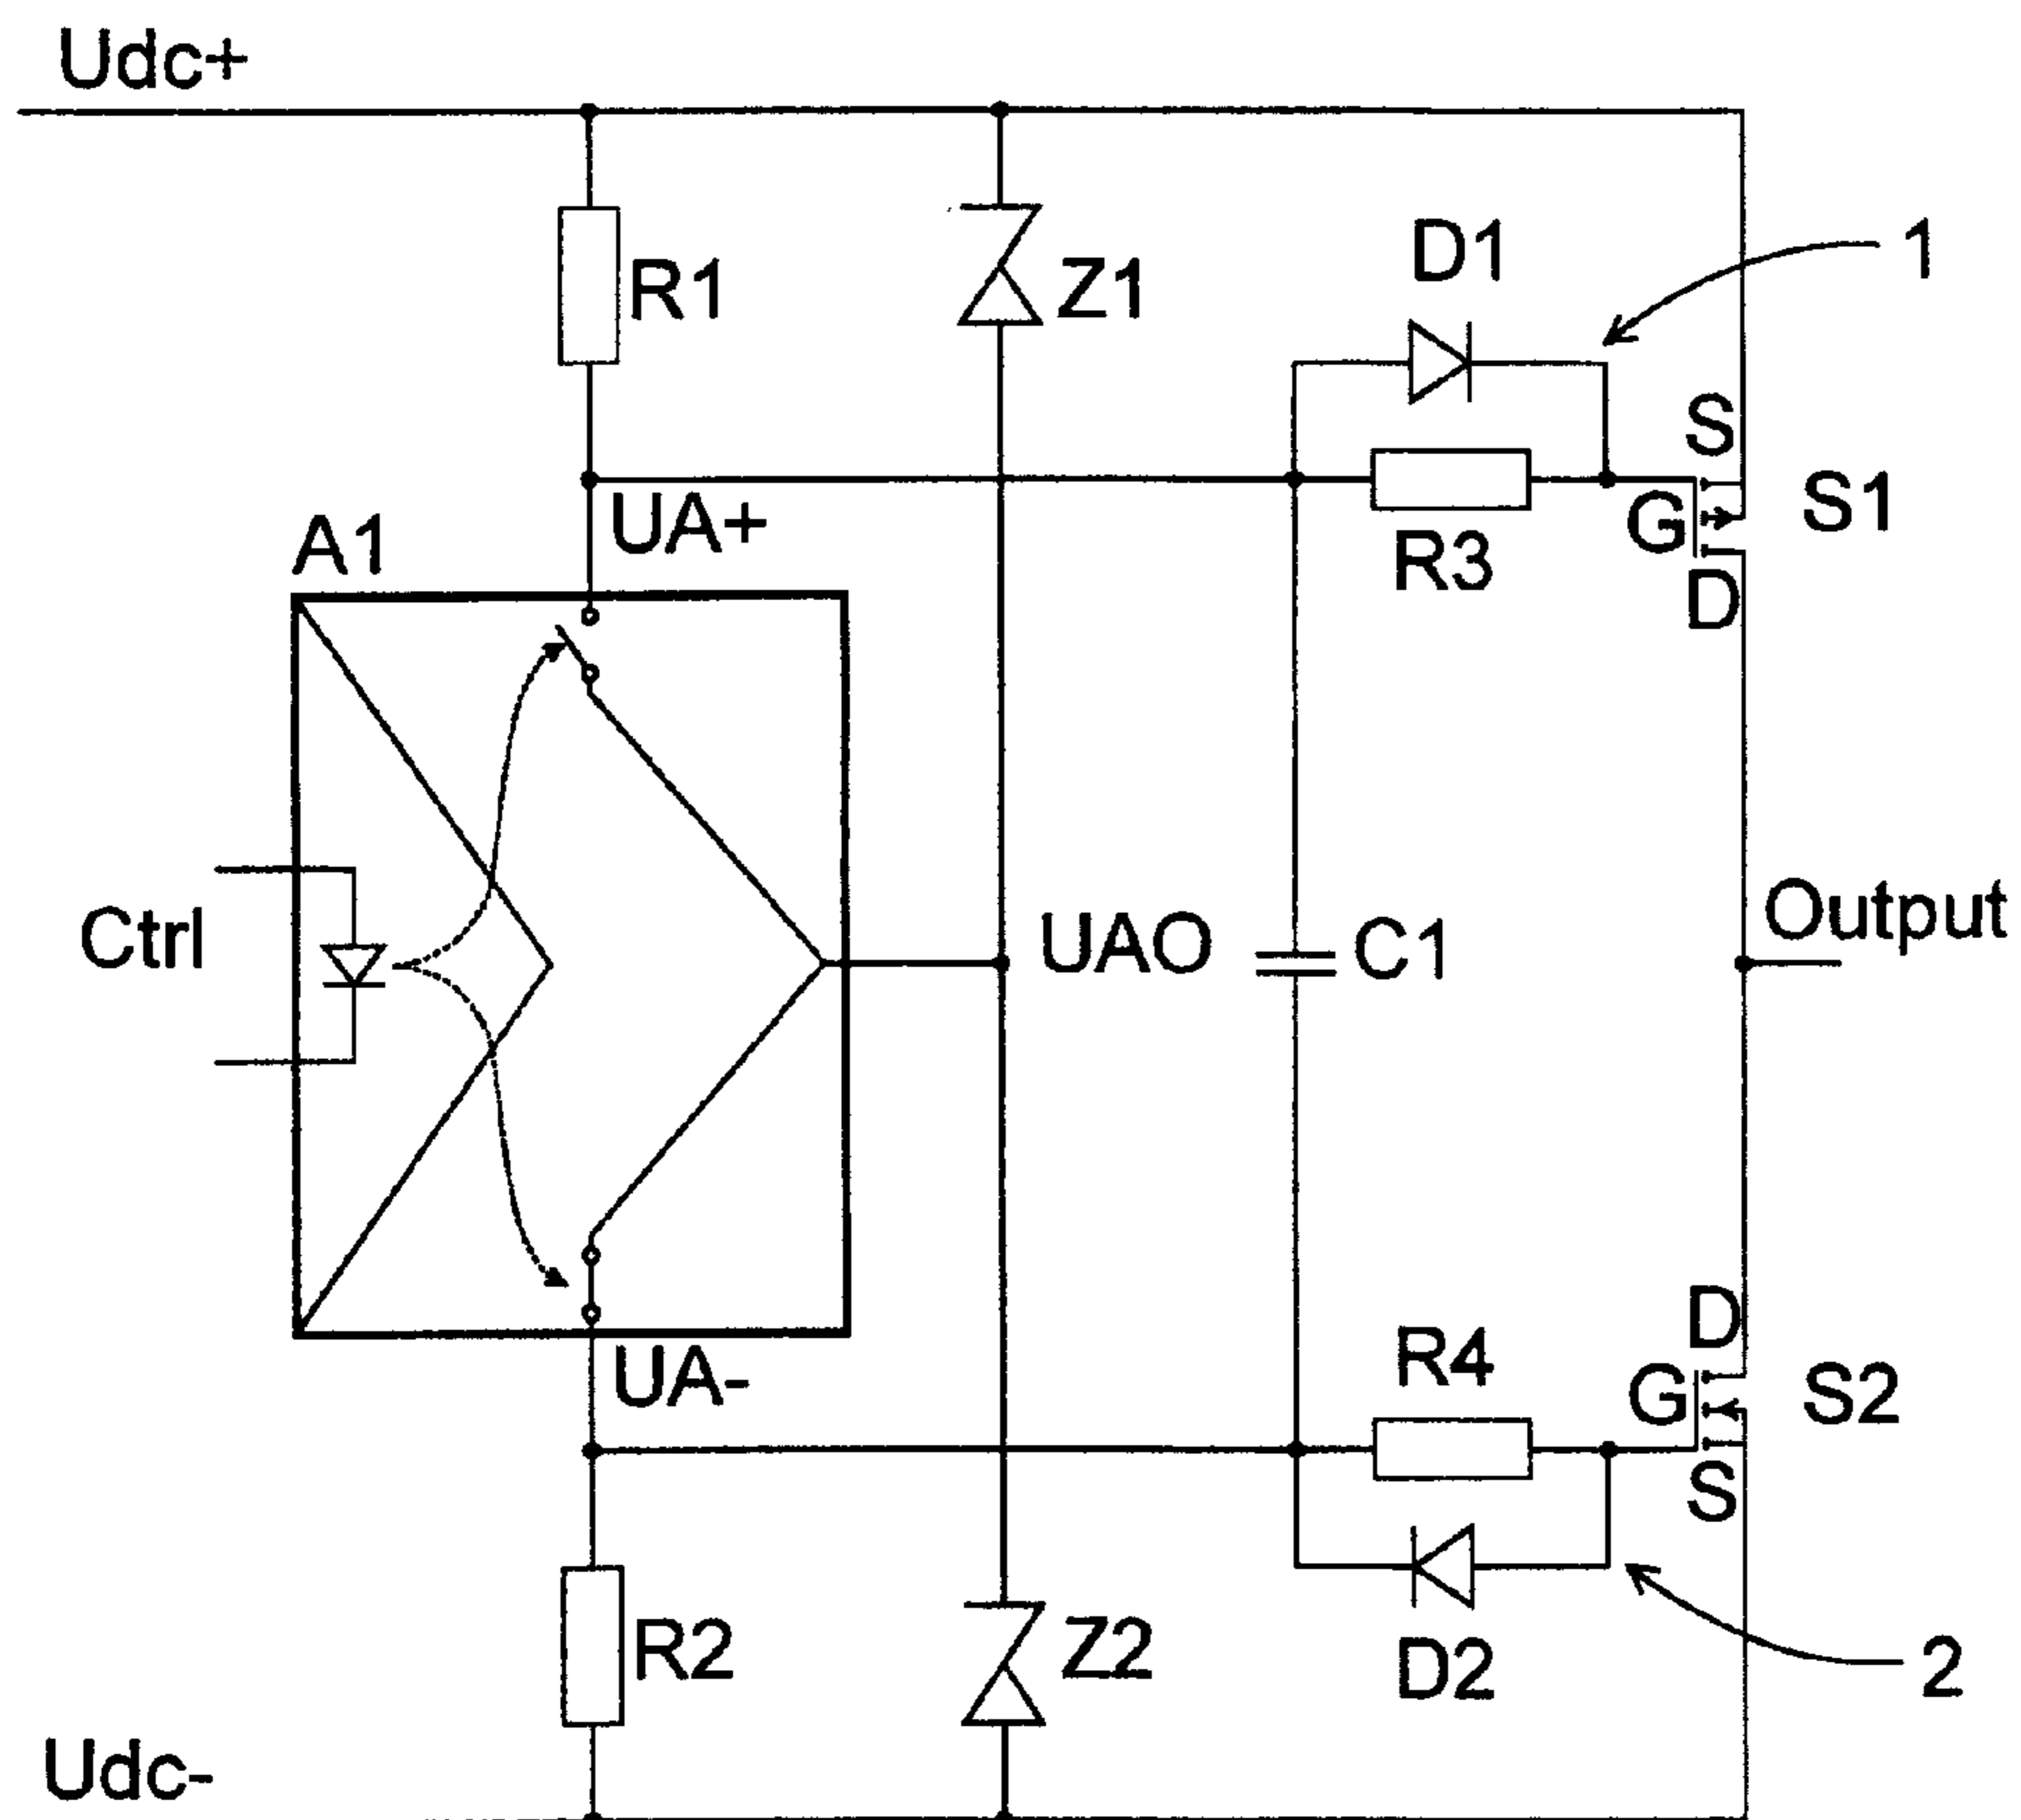 Udc+
D1
1
R1
Z1
S
S1
UA+
G
A1
R3
D
Ctrl
UAO
C1
Output
D
R4
UA-
G
S2
S
R2
Z2
D2
2
Udc-